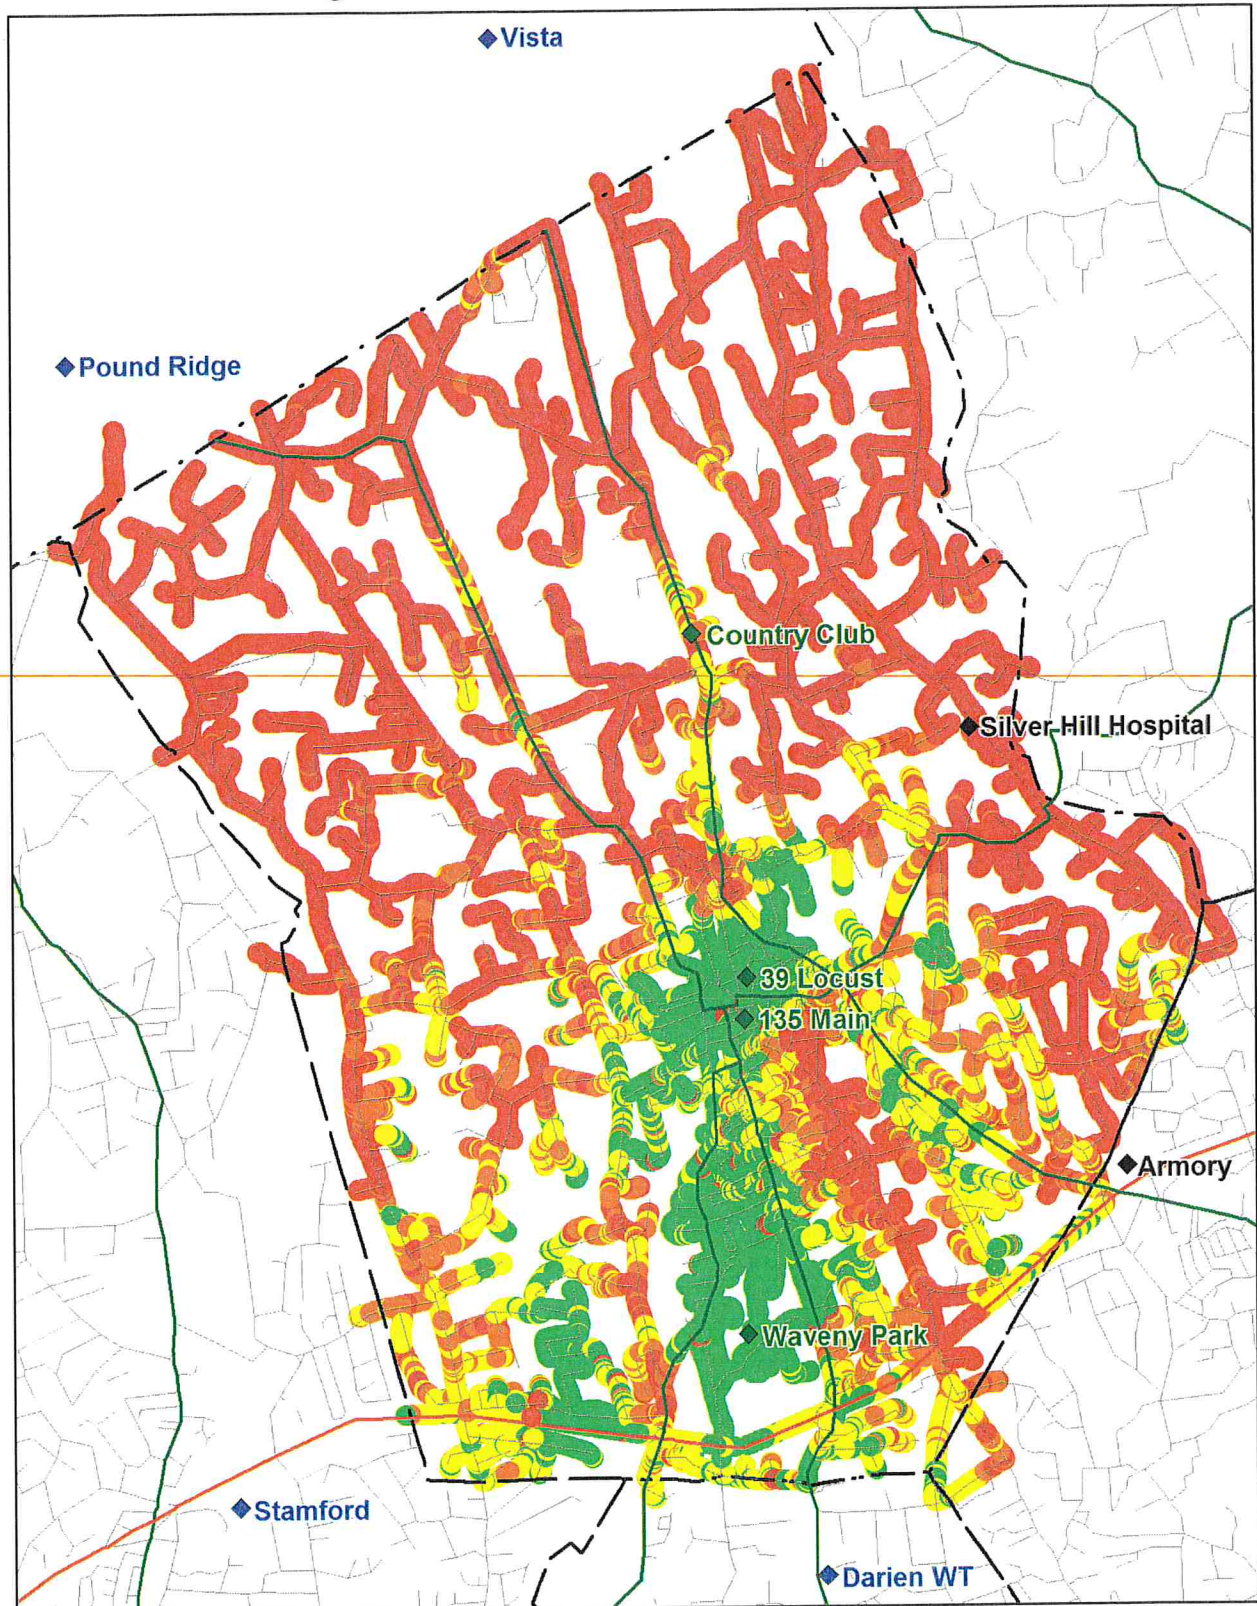 Vista
Pound Ridge
Country Club
Silver Hill Hospital
39 Locust
135 Main
Armory
Waveny Park
Stamford
Darien WT